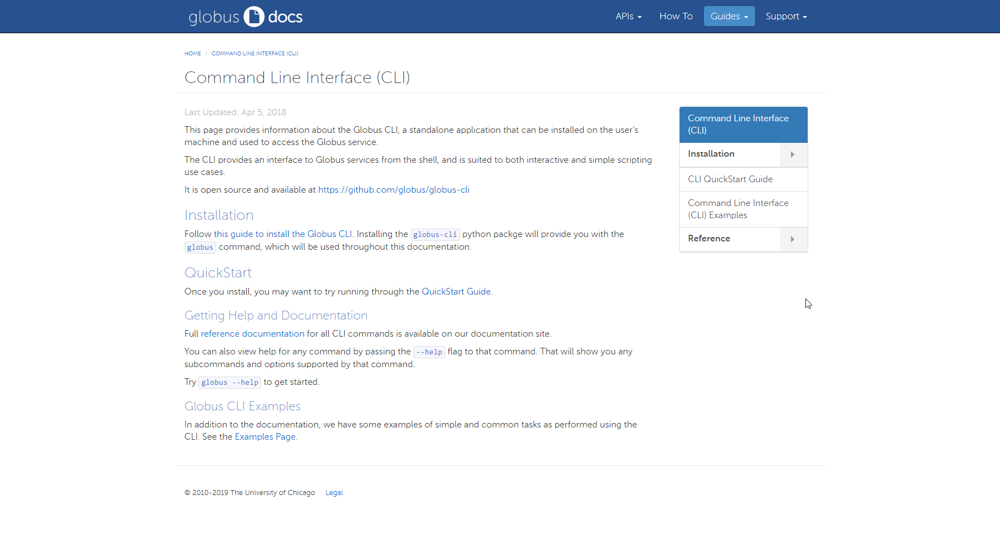 globus docs
APIs
How To
Guides
Support
HOME / COMMAND LINE INTERFACE (CLI)
Command Line Interface (CLI)
Last Updated: Apr 5, 2018
This page provides information about the Globus CLI, a standalone application that can be installed on the user's
machine and used to access the Globus service.
The CLI provides an interface to Globus services from the shell, and is suited to both interactive and simple scripting
use cases.
It is open source and available at https://github.com/globus/globus-cli
Installation
Follow this guide to install the Globus CLI. Installing the globus-cli python packge will provide you with the
globus command, which will be used throughout this documentation.
QuickStart
Once you install, you may want to try running through the QuickStart Guide.
Getting Help and Documentation
Full reference documentation for all CLI commands is available on our documentation site.
You can also view help for any command by passing the --help flag to that command. That will show you any
subcommands and options supported by that command.
Try globus --help to get started.
Globus CLI Examples
In addition to the documentation, we have some examples of simple and common tasks as performed using the
CLI. See the Examples Page.
Command Line Interface
(CLI)
Installation
CLI QuickStart Guide
Command Line Interface
(CLI) Examples
Reference
© 2010-2019 The University of Chicago Legal